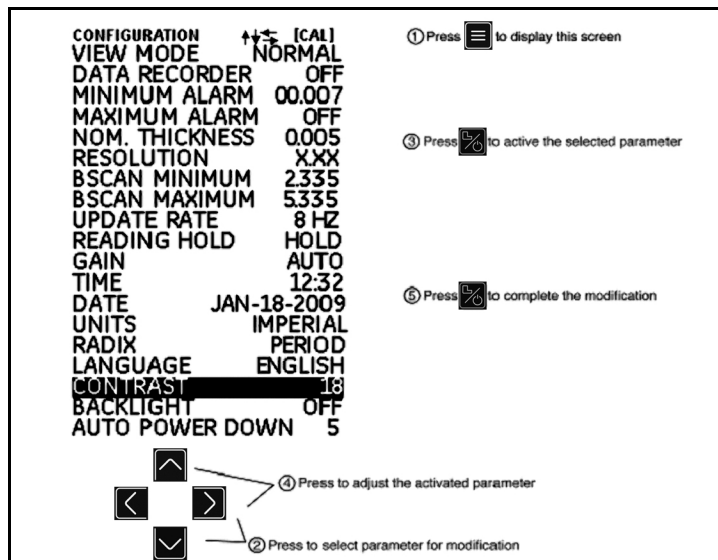 CONFIGURATION [CAL]
VIEW MODE NORMAL
DATA RECORDER OFF
MINIMUM ALARM 00.007
MAXIMUM ALARM OFF
NOM. THICKNESS 0.005
RESOLUTION X.XX
BSCAN MINIMUM 2.335
BSCAN MAXIMUM 5.335
UPDATE RATE 8 HZ
READING HOLD HOLD
GAIN AUTO
TIME 12:32
DATE JAN-18-2009
UNITS IMPERIAL
RADIX PERIOD
LANGUAGE ENGLISH
CONTRAST 18
BACKLIGHT OFF
AUTO POWER DOWN 5
①Press to display this screen
③ Press to active the selected parameter
⑤ Press to complete the modification
④ Press to adjust the activated parameter
② Press to select parameter for modification